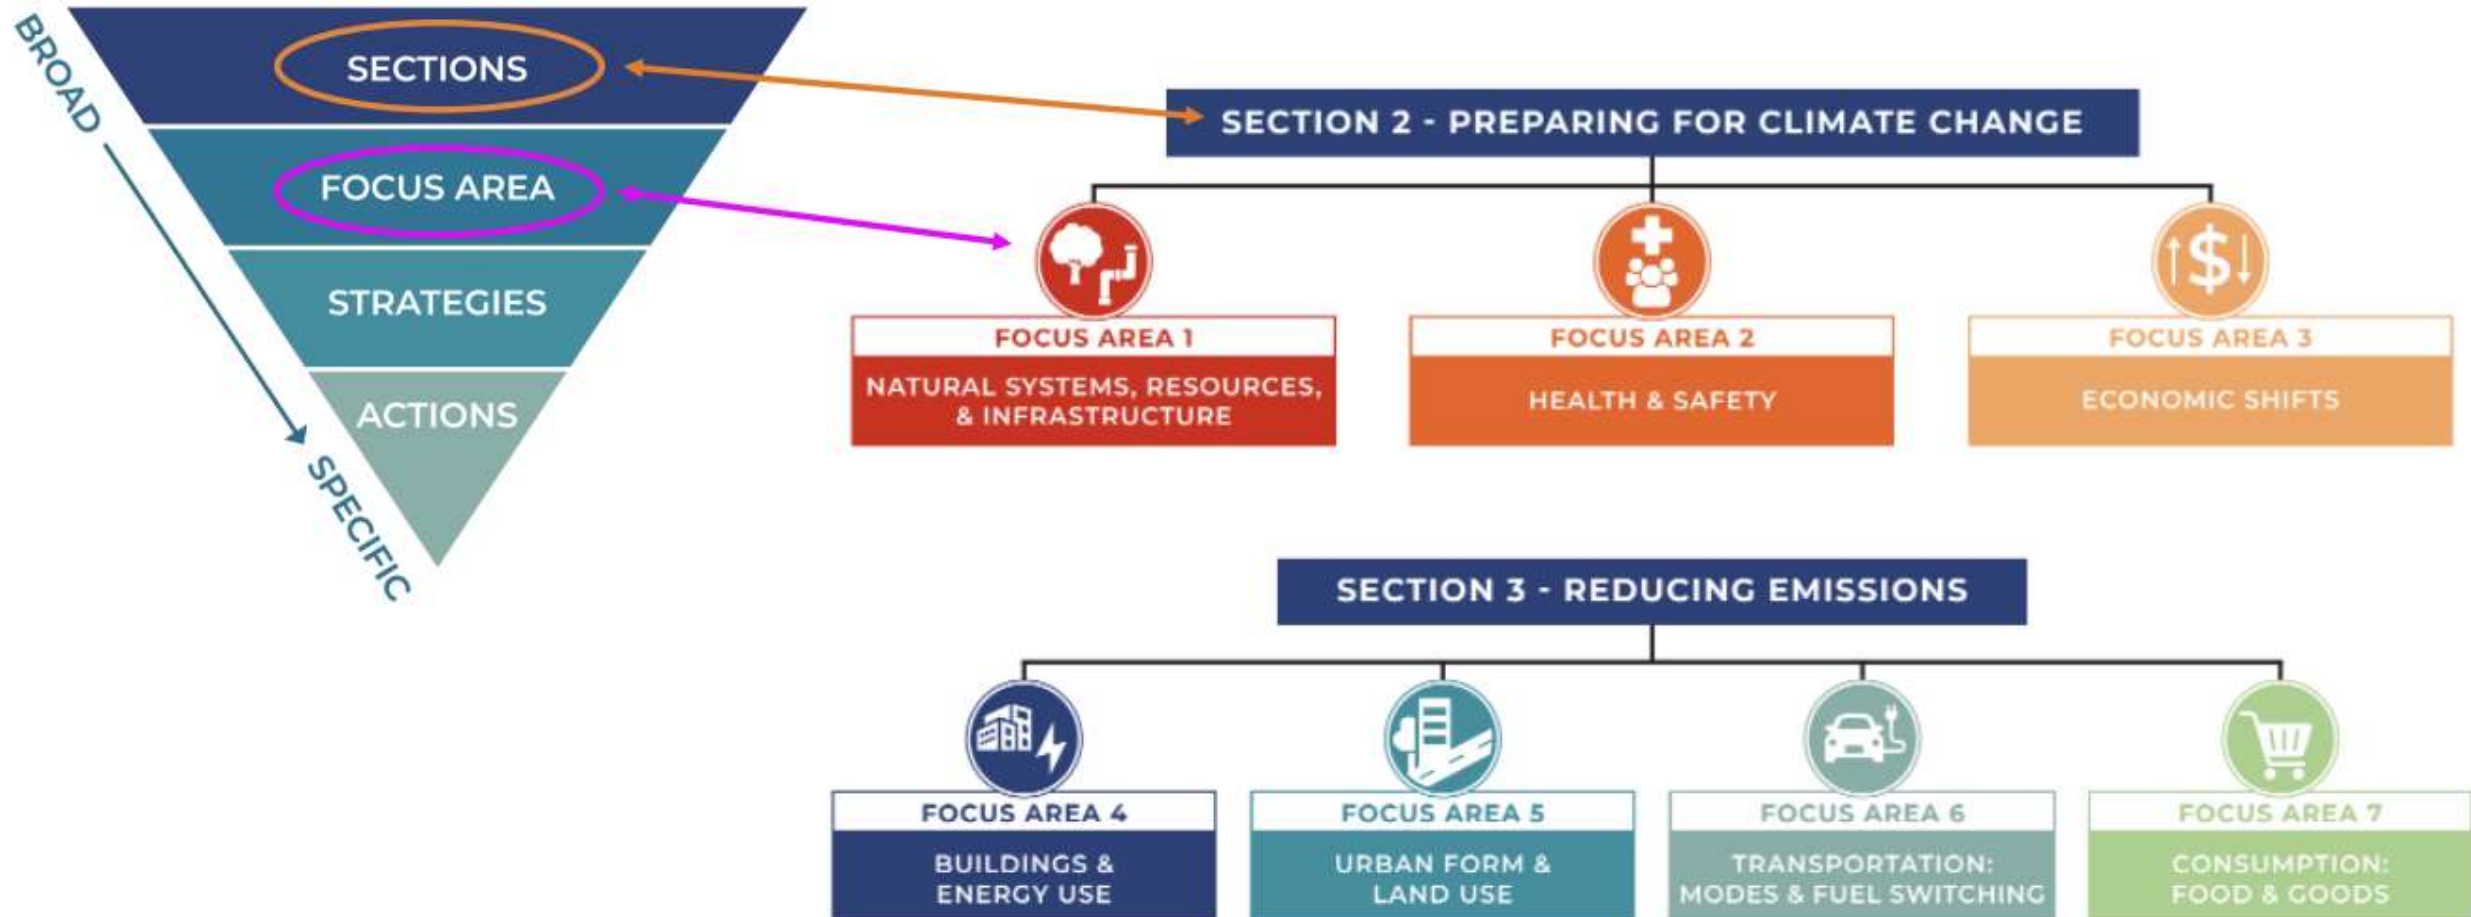 BROAD
SPECIFIC
SECTIONS
FOCUS AREA
STRATEGIES
ACTIONS
SECTION 2 - PREPARING FOR CLIMATE CHANGE
FOCUS AREA 1
NATURAL SYSTEMS, RESOURCES,
& INFRASTRUCTURE
FOCUS AREA 2
HEALTH & SAFETY
FOCUS AREA 3
ECONOMIC SHIFTS
SECTION 3 - REDUCING EMISSIONS
FOCUS AREA 4
BUILDINGS &
ENERGY USE
FOCUS AREA 5
URBAN FORM &
LAND USE
FOCUS AREA 6
TRANSPORTATION:
MODES & FUEL SWITCHING
FOCUS AREA 7
CONSUMPTION:
FOOD & GOODS